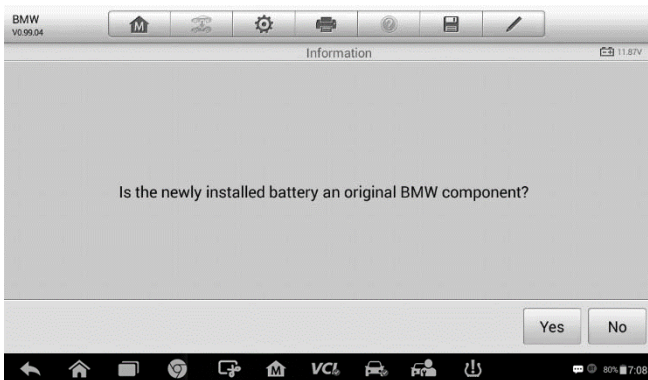 BMW
V0.99.04
M
Information
11.87V
Is the newly installed battery an original BMW component?
Yes
No
M
VCI
80%
7:08